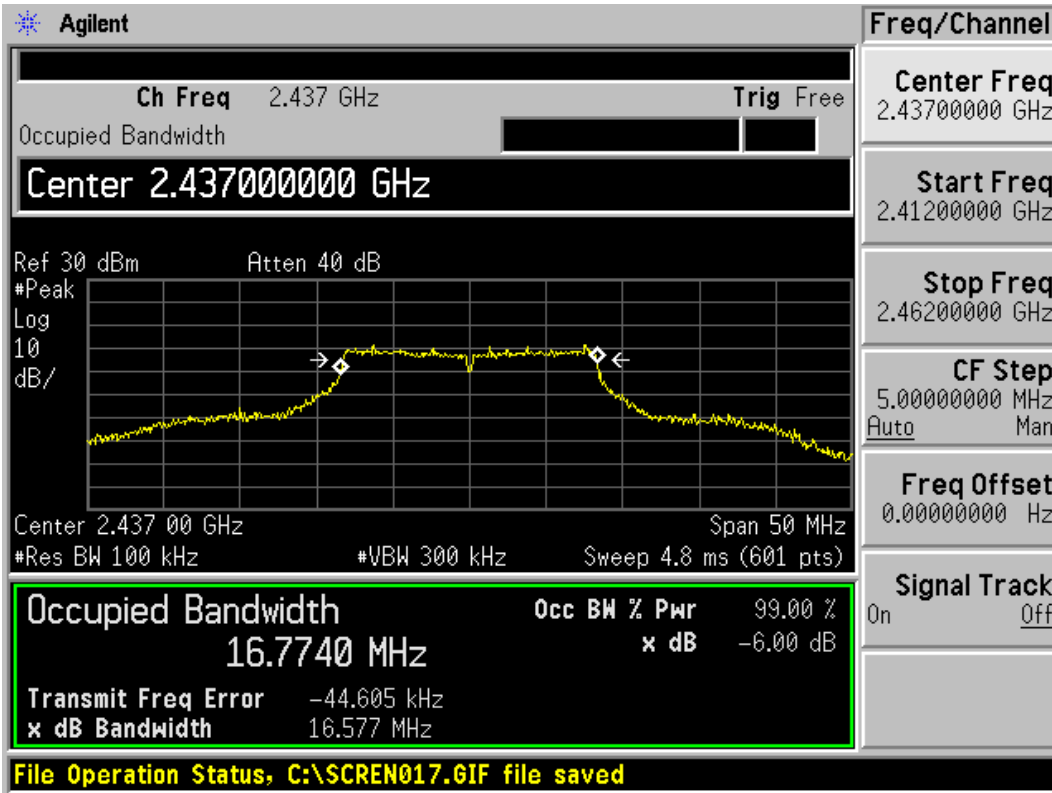 Agilent
Ch Freq 2.437 GHz Trig Free
Occupied Bandwidth
Center 2.437000000 GHz
Ref 30 dBm Atten 40 dB
#Peak
Log
10
dB/
Center 2.437 00 GHz Span 50 MHz
#Res BW 100 kHz #VBW 300 kHz Sweep 4.8 ms (601 pts)
Occupied Bandwidth Occ BW % Pwr 99.00 %
16.7740 MHz x dB -6.00 dB
Transmit Freq Error -44.605 kHz
x dB Bandwidth 16.577 MHz
File Operation Status, C:\SCREN017.GIF file saved
Freq/Channel
Center Freq
2.43700000 GHz
Start Freq
2.41200000 GHz
Stop Freq
2.46200000 GHz
CF Step
5.00000000 MHz
Auto Man
Freq Offset
0.00000000 Hz
Signal Track
On Off